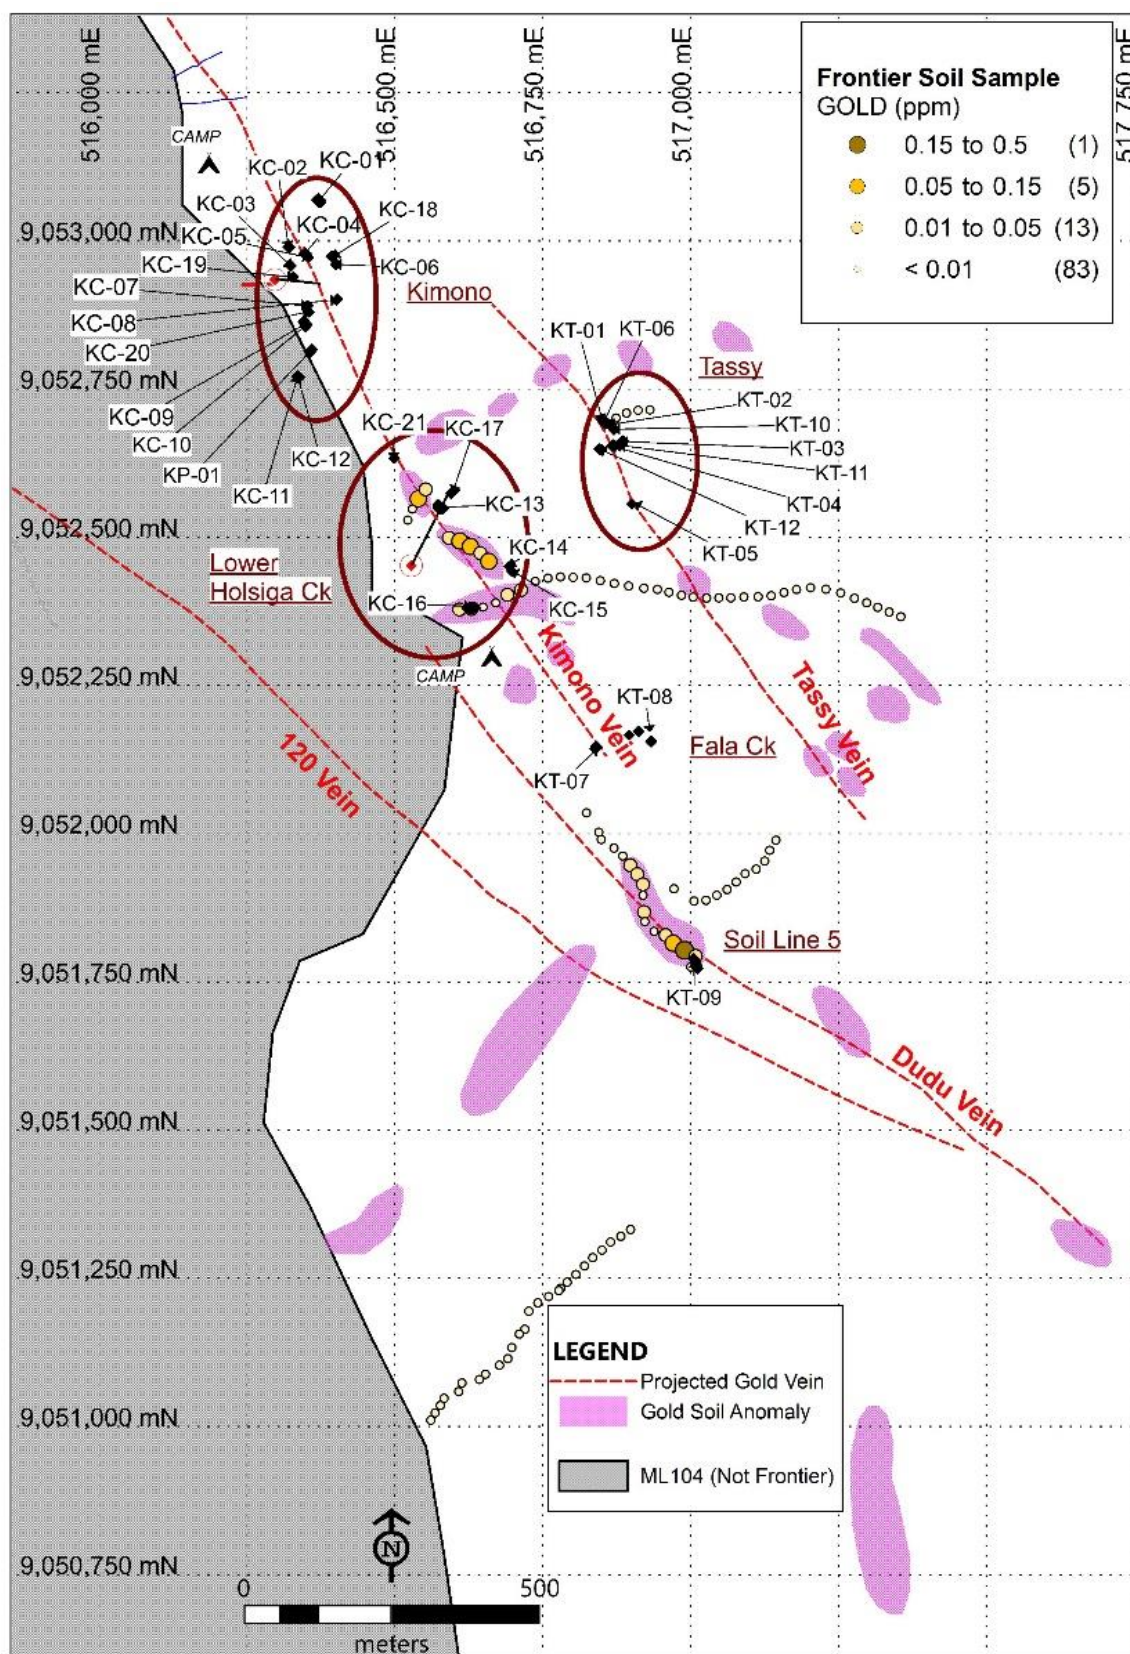 516,000 mE
516,500 mE
516,750 mE
517,000 mE
517,750 mE
Frontier Soil Sample
GOLD (ppm)
0.15 to 0.5 (1)
0.05 to 0.15 (5)
0.01 to 0.05 (13)
< 0.01 (83)
CAMP
KC-02
KC-01
KC-03
KC-04
KC-18
9,053,000 mN
KC-05
KC-19
KC-06
KC-07
Kimono
KC-08
KT-01
KT-06
KC-20
9,052,750 mN
Tassy
KC-09
KT-02
KC-10
KC-21
KC-17
KT-10
KP-01
KC-12
KT-03
KC-11
KT-11
KC-13
KT-04
9,052,500 mN
KT-12
KC-14
KT-05
Lower
Holsiga Ck
KC-16
KC-15
Kimono Vein
CAMP
9,052,250 mN
Tassy Vein
KT-08
120 Vein
Fala Ck
KT-07
9,052,000 mN
Soil Line 5
9,051,750 mN
KT-09
Dudu Vein
9,051,500 mN
9,051,250 mN
LEGEND
Projected Gold Vein
Gold Soil Anomaly
9,051,000 mN
ML104 (Not Frontier)
N
9,050,750 mN
0
500
meters